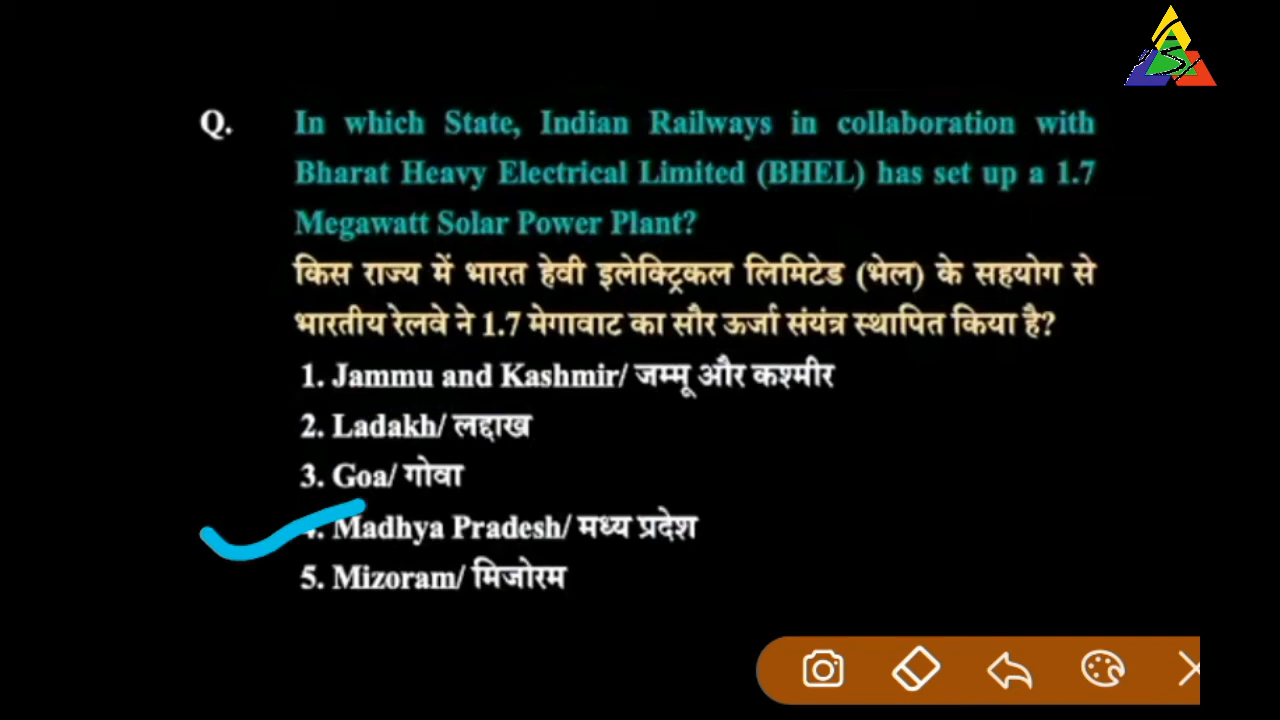 Q. In which State, Indian Railways in collaboration with
Bharat Heavy Electrical Limited (BHEL) has set up a 1.7
Megawatt Solar Power Plant?
किस राज्य में भारत हेवी इलेक्ट्रिकल लिमिटेड (भेल) के सहयोग से
भारतीय रेलवे ने 1.7 मेगावाट का सौर ऊर्जा संयंत्र स्थापित किया है?
1. Jammu and Kashmir/ जम्मू और कश्मीर
2. Ladakh/ लद्दाख
3. Goa/ गोवा
4. Madhya Pradesh/ मध्य प्रदेश
5. Mizoram/ मिजोरम